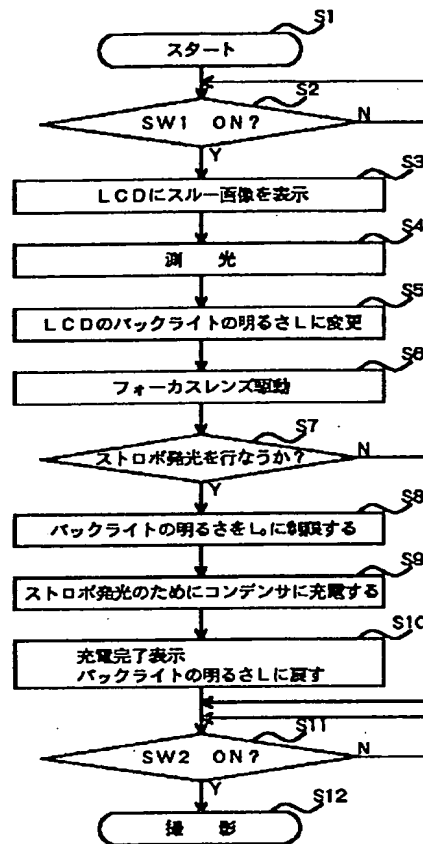 S1
スタート
S2
SW1 ON?
N
Y
S3
LCDにスルー画像を表示
S4
測 光
S5
LCDのバックライトの明るさLに変更
S6
フォーカスレンズ駆動
S7
ストロボ発光を行なうか?
N
Y
S8
バックライトの明るさをL₀に制限する
S9
ストロボ発光のためにコンデンサに充電する
S10
充電完了表示
バックライトの明るさLに戻す
S11
SW2 ON?
N
Y
S12
撮 影